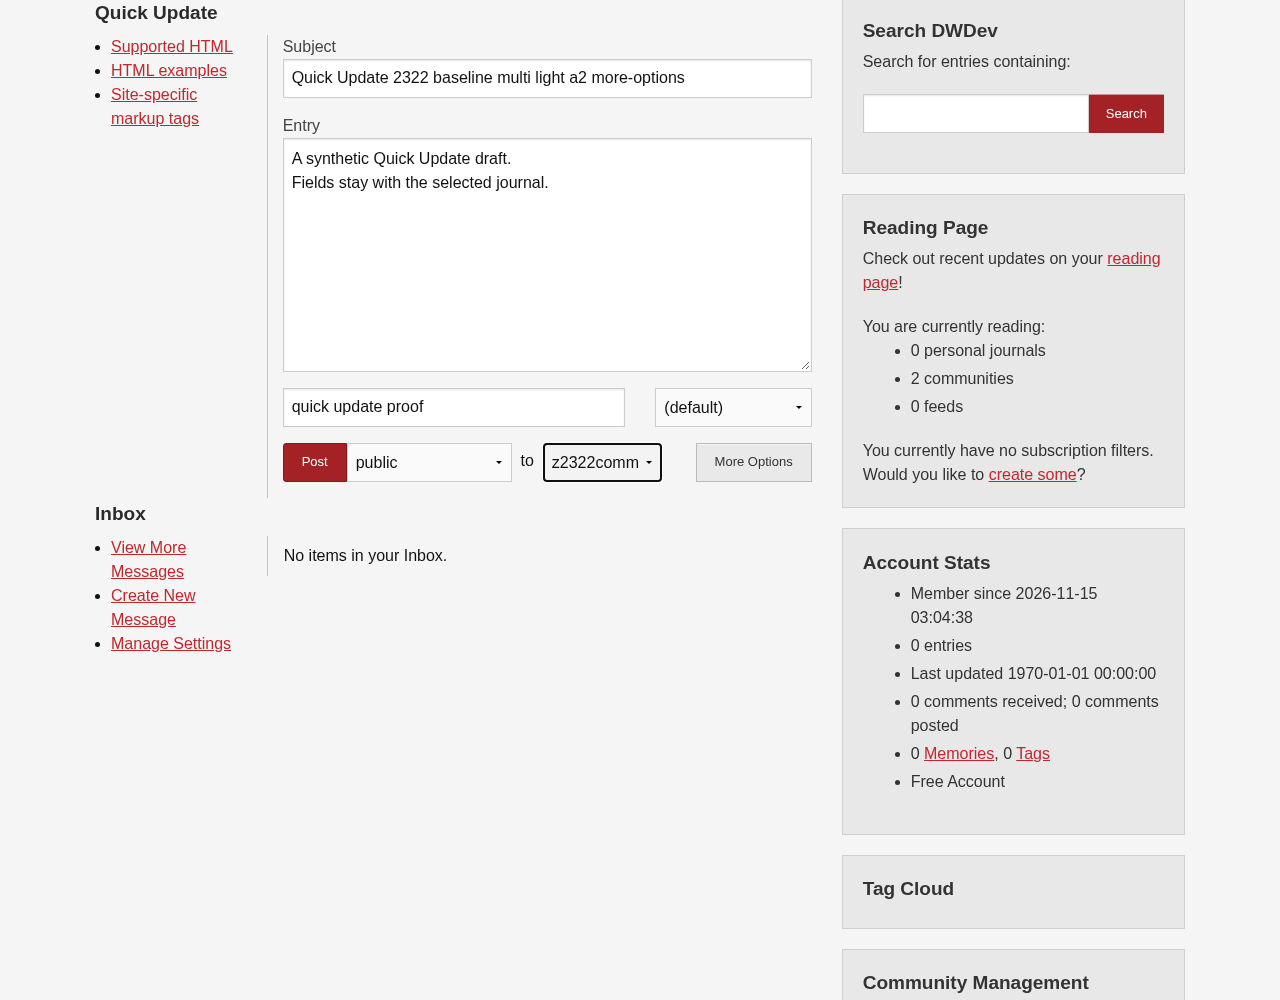 Quick Update
Supported HTML
HTML examples
Site-specific
markup tags
Subject
Quick Update 2322 baseline multi light a2 more-options
Entry
A synthetic Quick Update draft.
Fields stay with the selected journal.
quick update proof
(default)
Post
public
to
z2322comm
More Options
Inbox
View More
Messages
Create New
Message
Manage Settings
No items in your Inbox.
Search DWDev
Search for entries containing:
Search
Reading Page
Check out recent updates on your reading
page!
You are currently reading:
0 personal journals
2 communities
0 feeds
You currently have no subscription filters.
Would you like to create some?
Account Stats
Member since 2026-11-15
03:04:38
0 entries
Last updated 1970-01-01 00:00:00
0 comments received; 0 comments
posted
0 Memories, 0 Tags
Free Account
Tag Cloud
Community Management